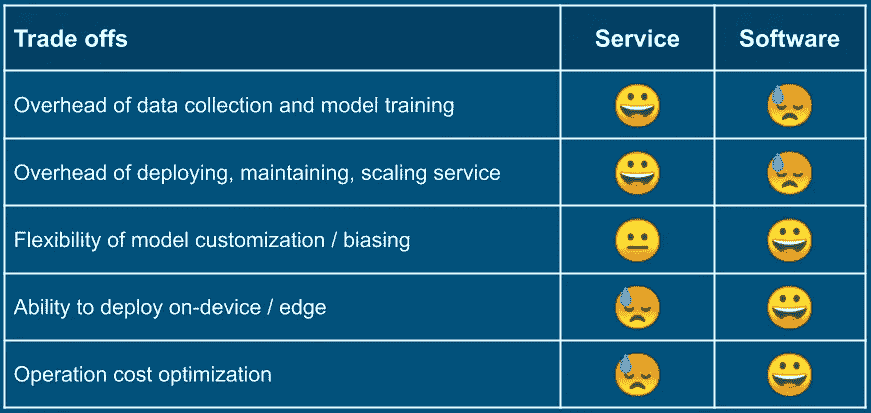 Trade offs Service Software
Overhead of data collection and model training
Overhead of deploying, maintaining, scaling service
Flexibility of model customization / biasing
Ability to deploy on-device / edge
Operation cost optimization